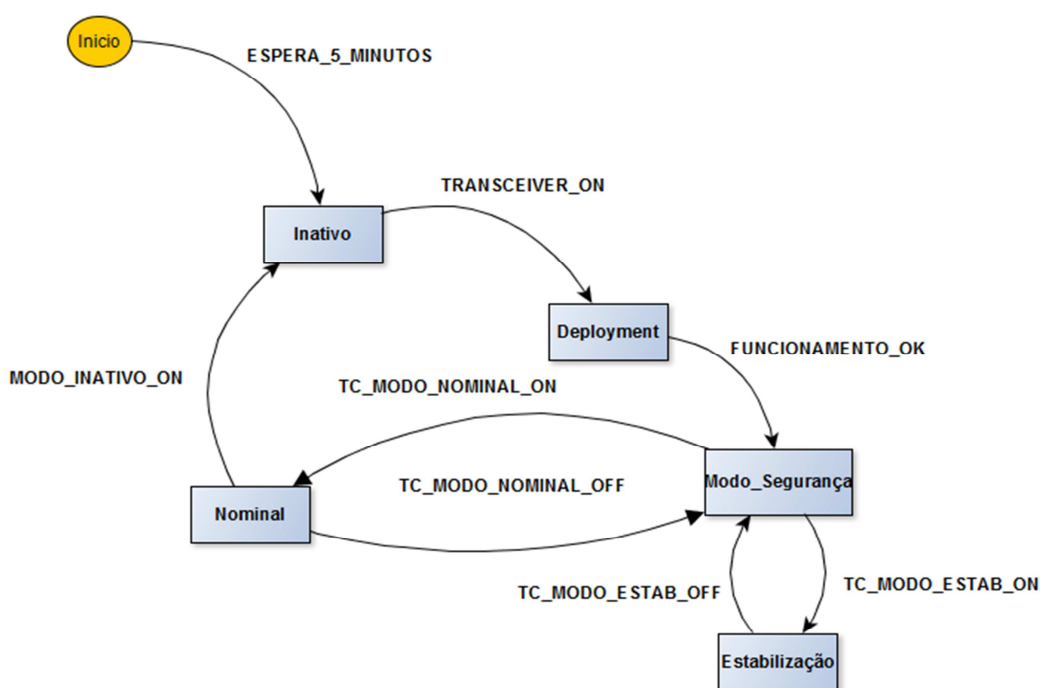 Inicio
ESPERA_5_MINUTOS
TRANSCEIVER_ON
Inativo
Deployment
FUNCIONAMENTO_OK
MODO_INATIVO_ON
TC_MODO_NOMINAL_ON
Modo_Segurança
TC_MODO_NOMINAL_OFF
Nominal
TC_MODO_ESTAB_OFF
TC_MODO_ESTAB_ON
Estabilização